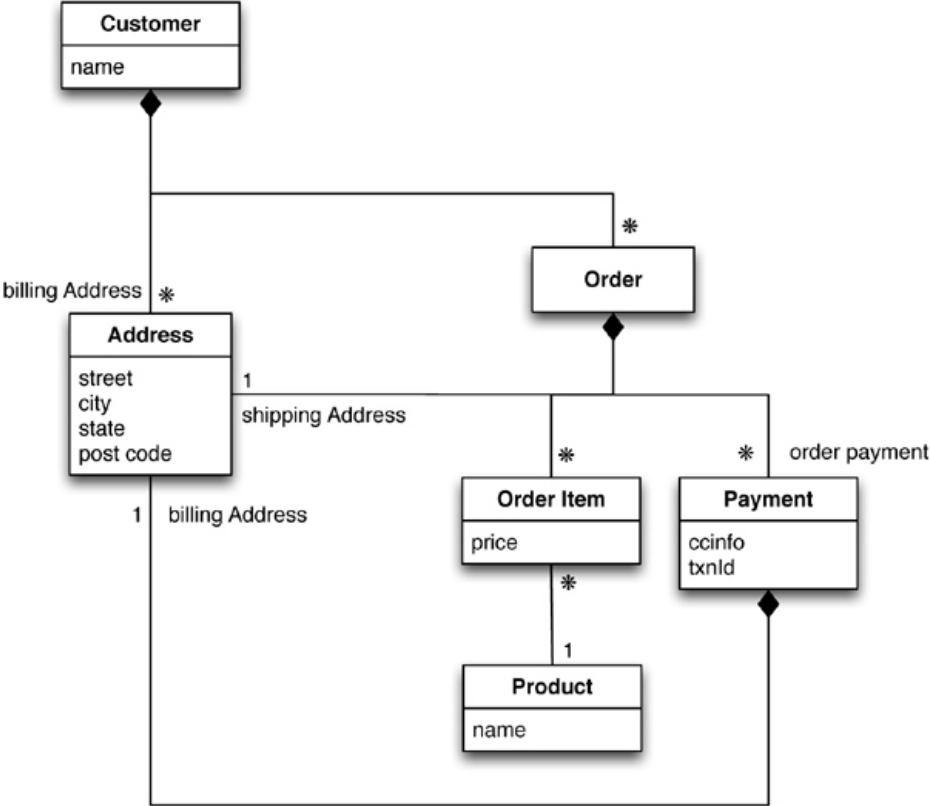 Customer
name
*
billing Address *
Order
Address
street
city
state
post code
1
shipping Address
*
* order payment
1 billing Address
Order Item
price
Payment
ccinfo
txnId
*
1
Product
name